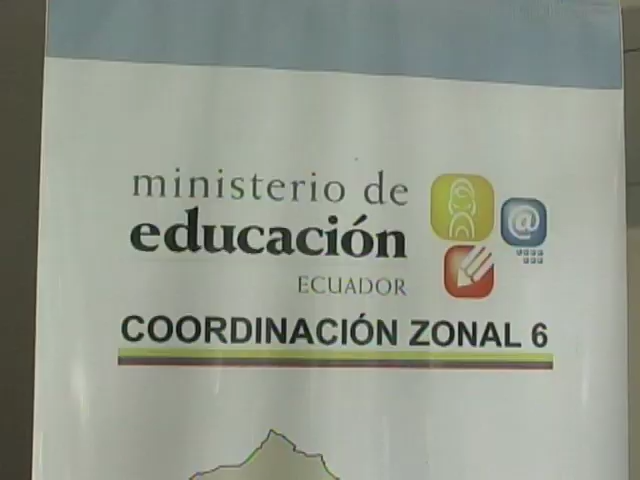 ministerio de
educación
ECUADOR
@
COORDINACIÓN ZONAL 6